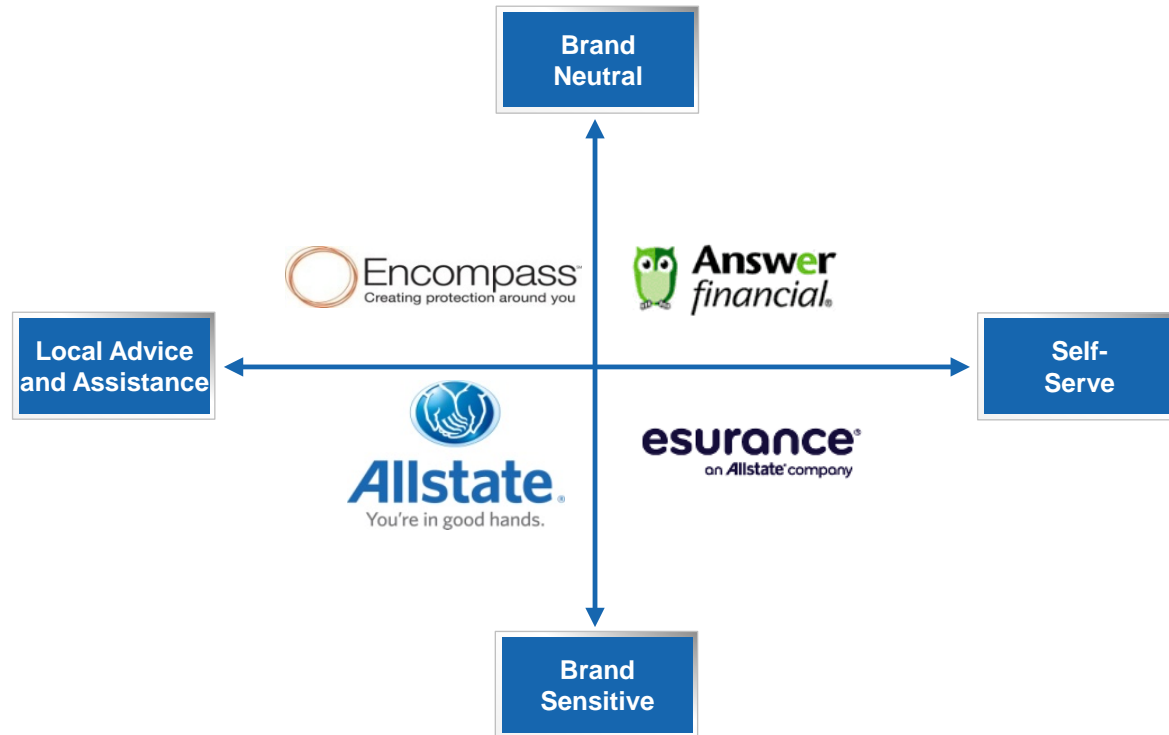 Brand
Neutral
Encompass℠
Creating protection around you
Answer
financial®
Local Advice
and Assistance
Self-
Serve
Allstate®
You're in good hands.
esurance®
an Allstate® company
Brand
Sensitive